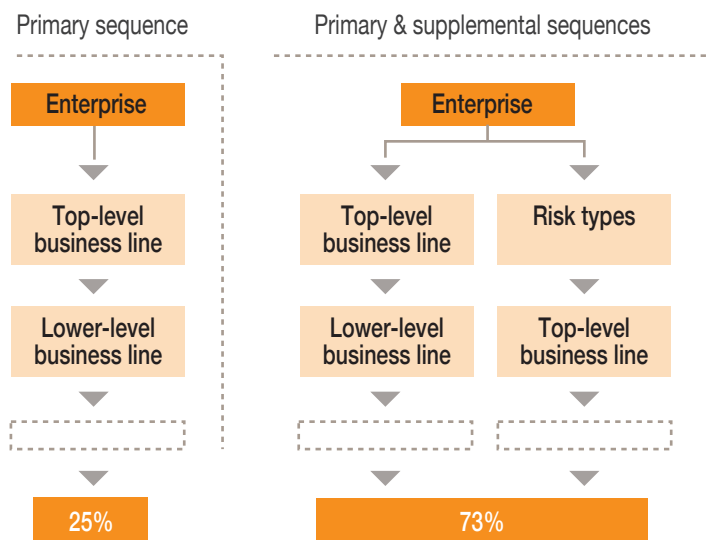 Primary sequence
Enterprise
Top-level
business line
Lower-level
business line
25%
Primary & supplemental sequences
Enterprise
Top-level
business line
Risk types
Lower-level
business line
Top-level
business line
73%